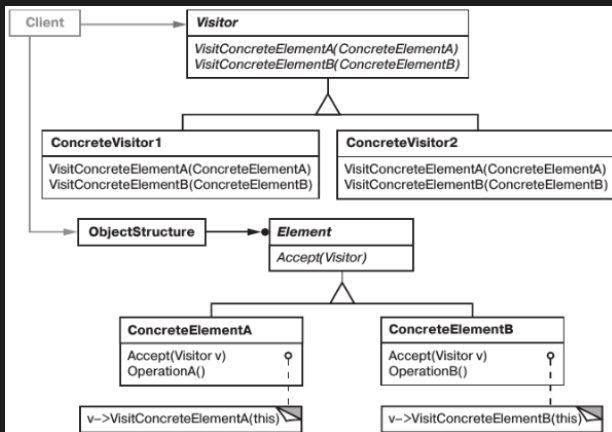 Client
Visitor
VisitConcreteElementA(ConcreteElementA)
VisitConcreteElementB(ConcreteElementB)
ConcreteVisitor1
VisitConcreteElementA(ConcreteElementA)
VisitConcreteElementB(ConcreteElementB)
ConcreteVisitor2
VisitConcreteElementA(ConcreteElementA)
VisitConcreteElementB(ConcreteElementB)
ObjectStructure
Element
Accept(Visitor)
ConcreteElementA
Accept(Visitor v)
OperationA()
ConcreteElementB
Accept(Visitor v)
OperationB()
v–>VisitConcreteElementA(this)
v–>VisitConcreteElementB(this)